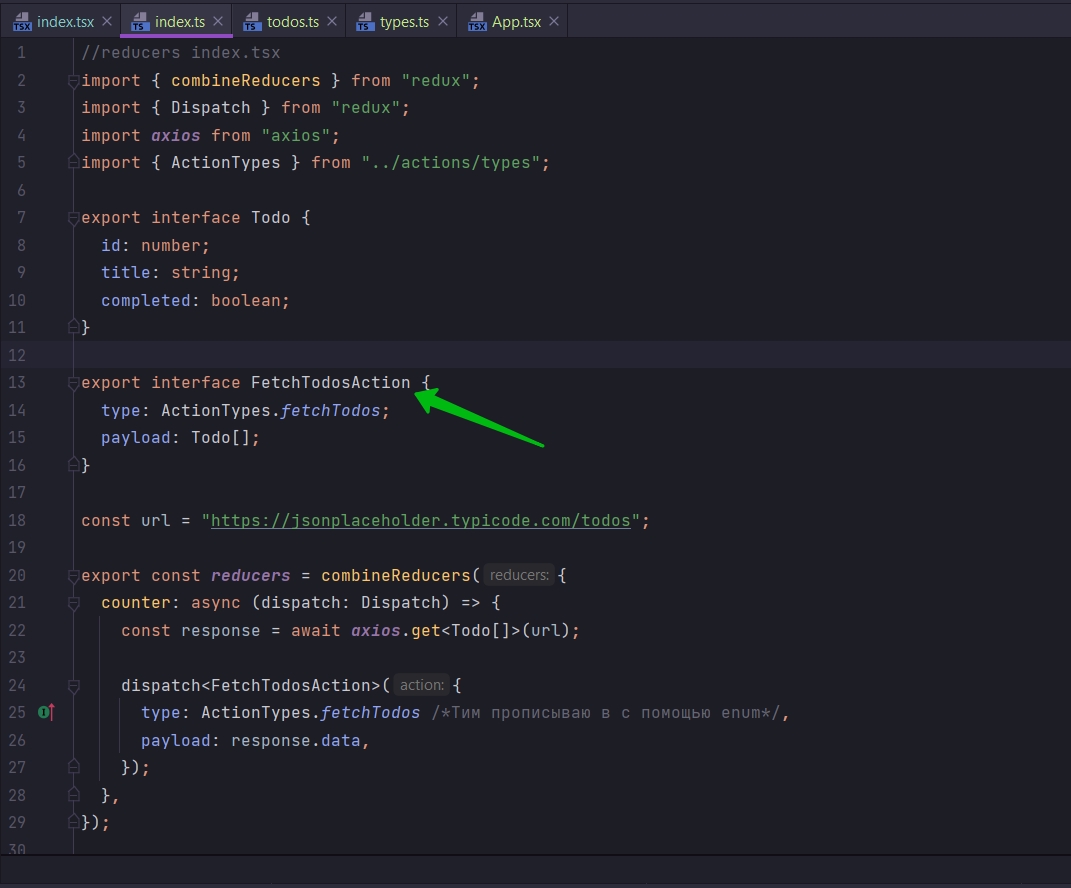 index.tsx index.ts todos.ts types.ts App.tsx
1 //reducers index.tsx
2 import { combineReducers } from "redux";
3 import { Dispatch } from "redux";
4 import axios from "axios";
5 import { ActionTypes } from "../actions/types";
6
7 export interface Todo {
8 id: number;
9 title: string;
10 completed: boolean;
11 }
12
13 export interface FetchTodosAction {
14 type: ActionTypes.fetchTodos;
15 payload: Todo[];
16 }
17
18 const url = "https://jsonplaceholder.typicode.com/todos";
19
20 export const reducers = combineReducers( reducers: {
21 counter: async (dispatch: Dispatch) => {
22 const response = await axios.get<Todo[]>(url);
23
24 dispatch<FetchTodosAction>( action: {
25 type: ActionTypes.fetchTodos /*Тим прописываю в с помощью enum*/,
26 payload: response.data,
27 });
28 },
29 });
30